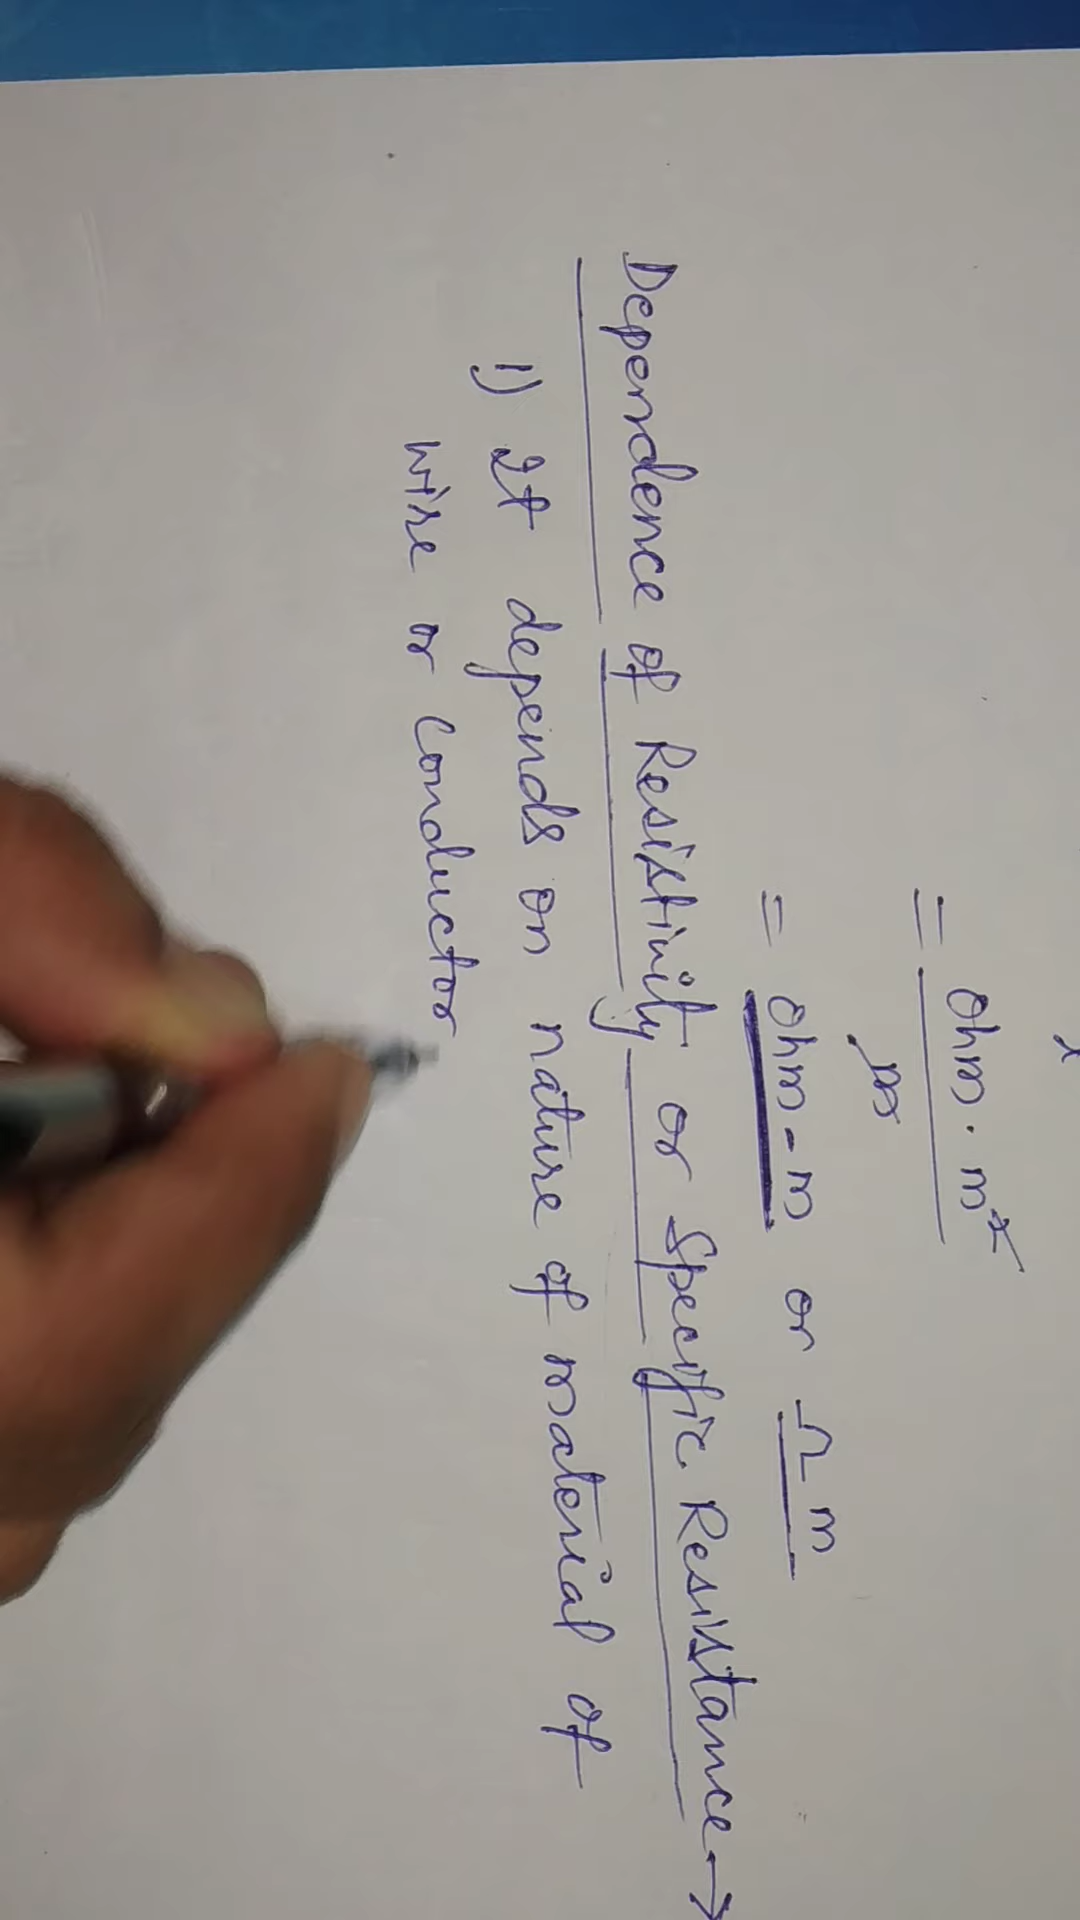 = ohm. m²
m
= ohm-m or Ω m
Dependence of Resistivity or Specific Resistance →
1) It depends on nature of material of
wire or conductor